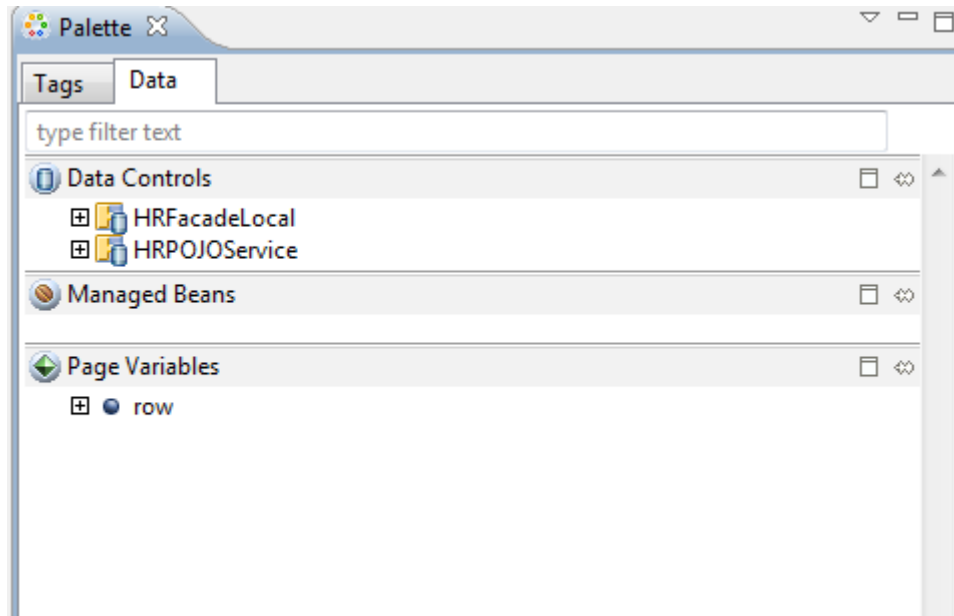 Palette
Tags Data
type filter text
Data Controls
HRFacadeLocal
HRPOJOService
Managed Beans
Page Variables
row